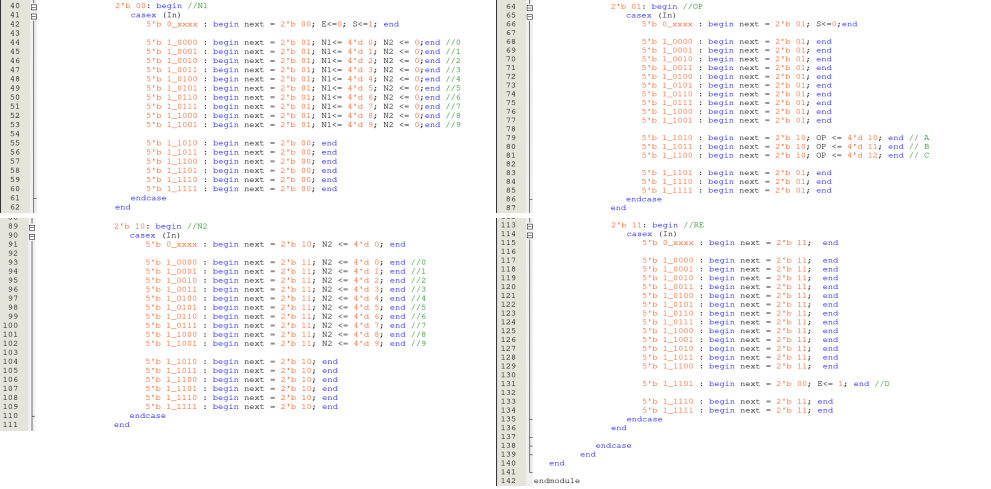 40 2'b 00: begin //N1
41 casex (In)
42 5'b 0_xxxx : begin next = 2'b 00; E<=0; S<=1; end
43
44 5'b 1_0000 : begin next = 2'b 01; N1<= 4'd 0; N2 <= 0;end //0
45 5'b 1_0001 : begin next = 2'b 01; N1<= 4'd 1; N2 <= 0;end //1
46 5'b 1_0010 : begin next = 2'b 01; N1<= 4'd 2; N2 <= 0;end //2
47 5'b 1_0011 : begin next = 2'b 01; N1<= 4'd 3; N2 <= 0;end //3
48 5'b 1_0100 : begin next = 2'b 01; N1<= 4'd 4; N2 <= 0;end //4
49 5'b 1_0101 : begin next = 2'b 01; N1<= 4'd 5; N2 <= 0;end //5
50 5'b 1_0110 : begin next = 2'b 01; N1<= 4'd 6; N2 <= 0;end //6
51 5'b 1_0111 : begin next = 2'b 01; N1<= 4'd 7; N2 <= 0;end //7
52 5'b 1_1000 : begin next = 2'b 01; N1<= 4'd 8; N2 <= 0;end //8
53 5'b 1_1001 : begin next = 2'b 01; N1<= 4'd 9; N2 <= 0;end //9
55 5'b 1_1010 : begin next = 2'b 00; end
56 5'b 1_1011 : begin next = 2'b 00; end
57 5'b 1_1100 : begin next = 2'b 00; end
58 5'b 1_1101 : begin next = 2'b 00; end
59 5'b 1_1110 : begin next = 2'b 00; end
60 5'b 1_1111 : begin next = 2'b 00; end
61 endcase
62 end
64 2'b 01: begin //OP
65 casex (In)
66 5'b 0_xxxx : begin next = 2'b 01; S<=0;end
67
68 5'b 1_0000 : begin next = 2'b 01; end
69 5'b 1_0001 : begin next = 2'b 01; end
70 5'b 1_0010 : begin next = 2'b 01; end
71 5'b 1_0011 : begin next = 2'b 01; end
72 5'b 1_0100 : begin next = 2'b 01; end
73 5'b 1_0101 : begin next = 2'b 01; end
74 5'b 1_0110 : begin next = 2'b 01; end
75 5'b 1_0111 : begin next = 2'b 01; end
76 5'b 1_1000 : begin next = 2'b 01; end
77 5'b 1_1001 : begin next = 2'b 01; end
78
79 5'b 1_1010 : begin next = 2'b 10; OP <= 4'd 10; end // A
80 5'b 1_1011 : begin next = 2'b 10; OP <= 4'd 11; end // B
81 5'b 1_1100 : begin next = 2'b 10; OP <= 4'd 12; end // C
82
83 5'b 1_1101 : begin next = 2'b 01; end
84 5'b 1_1110 : begin next = 2'b 01; end
85 5'b 1_1111 : begin next = 2'b 01; end
86 endcase
87 end
89 2'b 10: begin //N2
90 casex (In)
91 5'b 0_xxxx : begin next = 2'b 10; N2 <= 4'd 0; end
92
93 5'b 1_0000 : begin next = 2'b 11; N2 <= 4'd 0; end //0
94 5'b 1_0001 : begin next = 2'b 11; N2 <= 4'd 1; end //1
95 5'b 1_0010 : begin next = 2'b 11; N2 <= 4'd 2; end //2
96 5'b 1_0011 : begin next = 2'b 11; N2 <= 4'd 3; end //3
97 5'b 1_0100 : begin next = 2'b 11; N2 <= 4'd 4; end //4
98 5'b 1_0101 : begin next = 2'b 11; N2 <= 4'd 5; end //5
99 5'b 1_0110 : begin next = 2'b 11; N2 <= 4'd 6; end //6
100 5'b 1_0111 : begin next = 2'b 11; N2 <= 4'd 7; end //7
101 5'b 1_1000 : begin next = 2'b 11; N2 <= 4'd 8; end //8
102 5'b 1_1001 : begin next = 2'b 11; N2 <= 4'd 9; end //9
103
104 5'b 1_1010 : begin next = 2'b 10; end
105 5'b 1_1011 : begin next = 2'b 10; end
106 5'b 1_1100 : begin next = 2'b 10; end
107 5'b 1_1101 : begin next = 2'b 10; end
108 5'b 1_1110 : begin next = 2'b 10; end
109 5'b 1_1111 : begin next = 2'b 10; end
110 endcase
111 end
113 2'b 11: begin //RE
114 casex (In)
115 5'b 0_xxxx : begin next = 2'b 11; end
116
117 5'b 1_0000 : begin next = 2'b 11; end
118 5'b 1_0001 : begin next = 2'b 11; end
119 5'b 1_0010 : begin next = 2'b 11; end
120 5'b 1_0011 : begin next = 2'b 11; end
121 5'b 1_0100 : begin next = 2'b 11; end
122 5'b 1_0101 : begin next = 2'b 11; end
123 5'b 1_0110 : begin next = 2'b 11; end
124 5'b 1_0111 : begin next = 2'b 11; end
125 5'b 1_1000 : begin next = 2'b 11; end
126 5'b 1_1001 : begin next = 2'b 11; end
127 5'b 1_1010 : begin next = 2'b 11; end
128 5'b 1_1011 : begin next = 2'b 11; end
129 5'b 1_1100 : begin next = 2'b 11; end
130
131 5'b 1_1101 : begin next = 2'b 00; E<= 1; end //D
132
133 5'b 1_1110 : begin next = 2'b 11; end
134 5'b 1_1111 : begin next = 2'b 11; end
135 endcase
136 end
137
138 endcase
139 end
140 end
141
142 endmodule